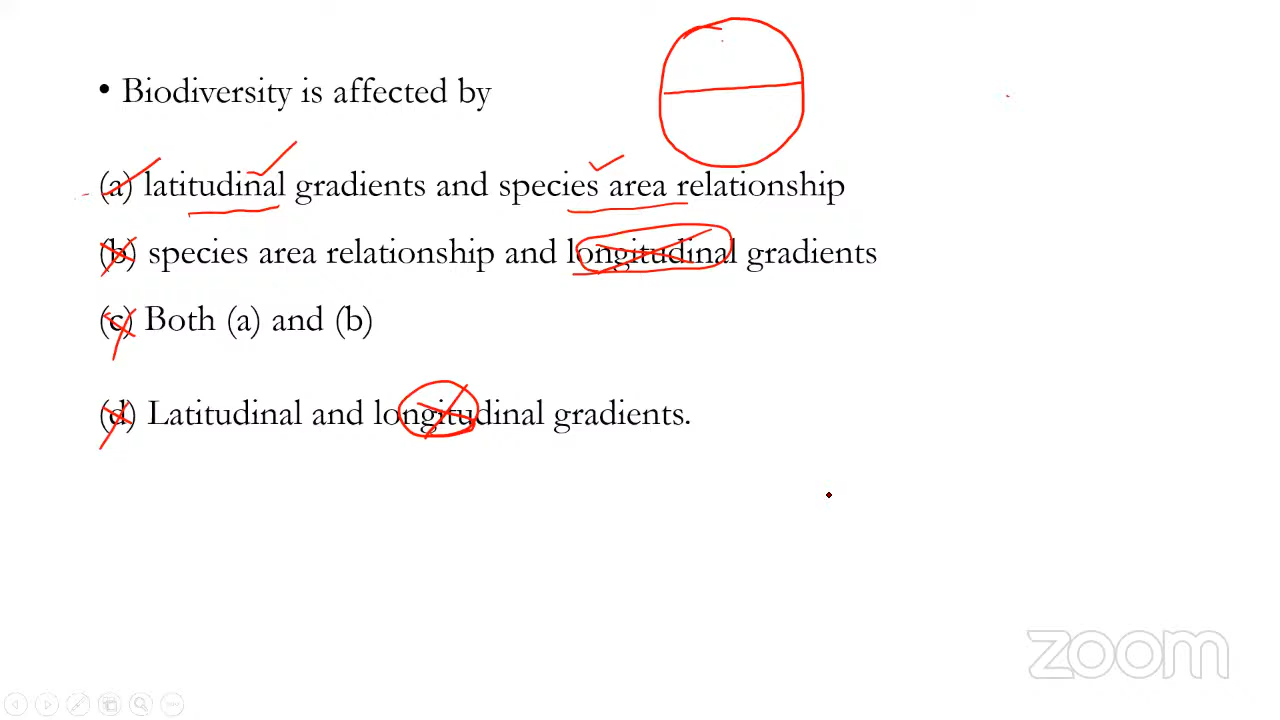 • Biodiversity is affected by
(a) latitudinal gradients and species area relationship
(b) species area relationship and longitudinal gradients
(c) Both (a) and (b)
(d) Latitudinal and longitudinal gradients.
zoom